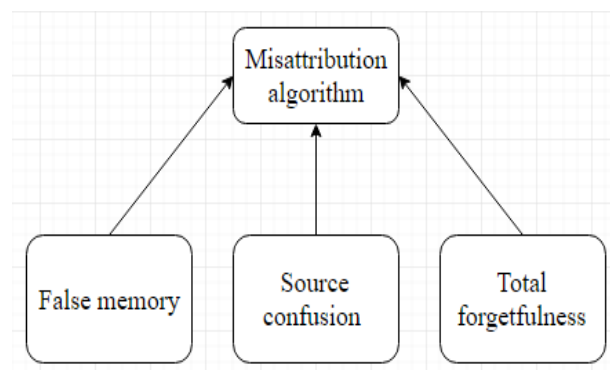 Misattribution
algorithm
False memory
Source
confusion
Total
forgetfulness